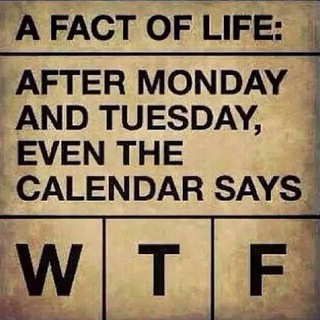 A FACT OF LIFE:
AFTER MONDAY
AND TUESDAY,
EVEN THE
CALENDAR SAYS
W T F